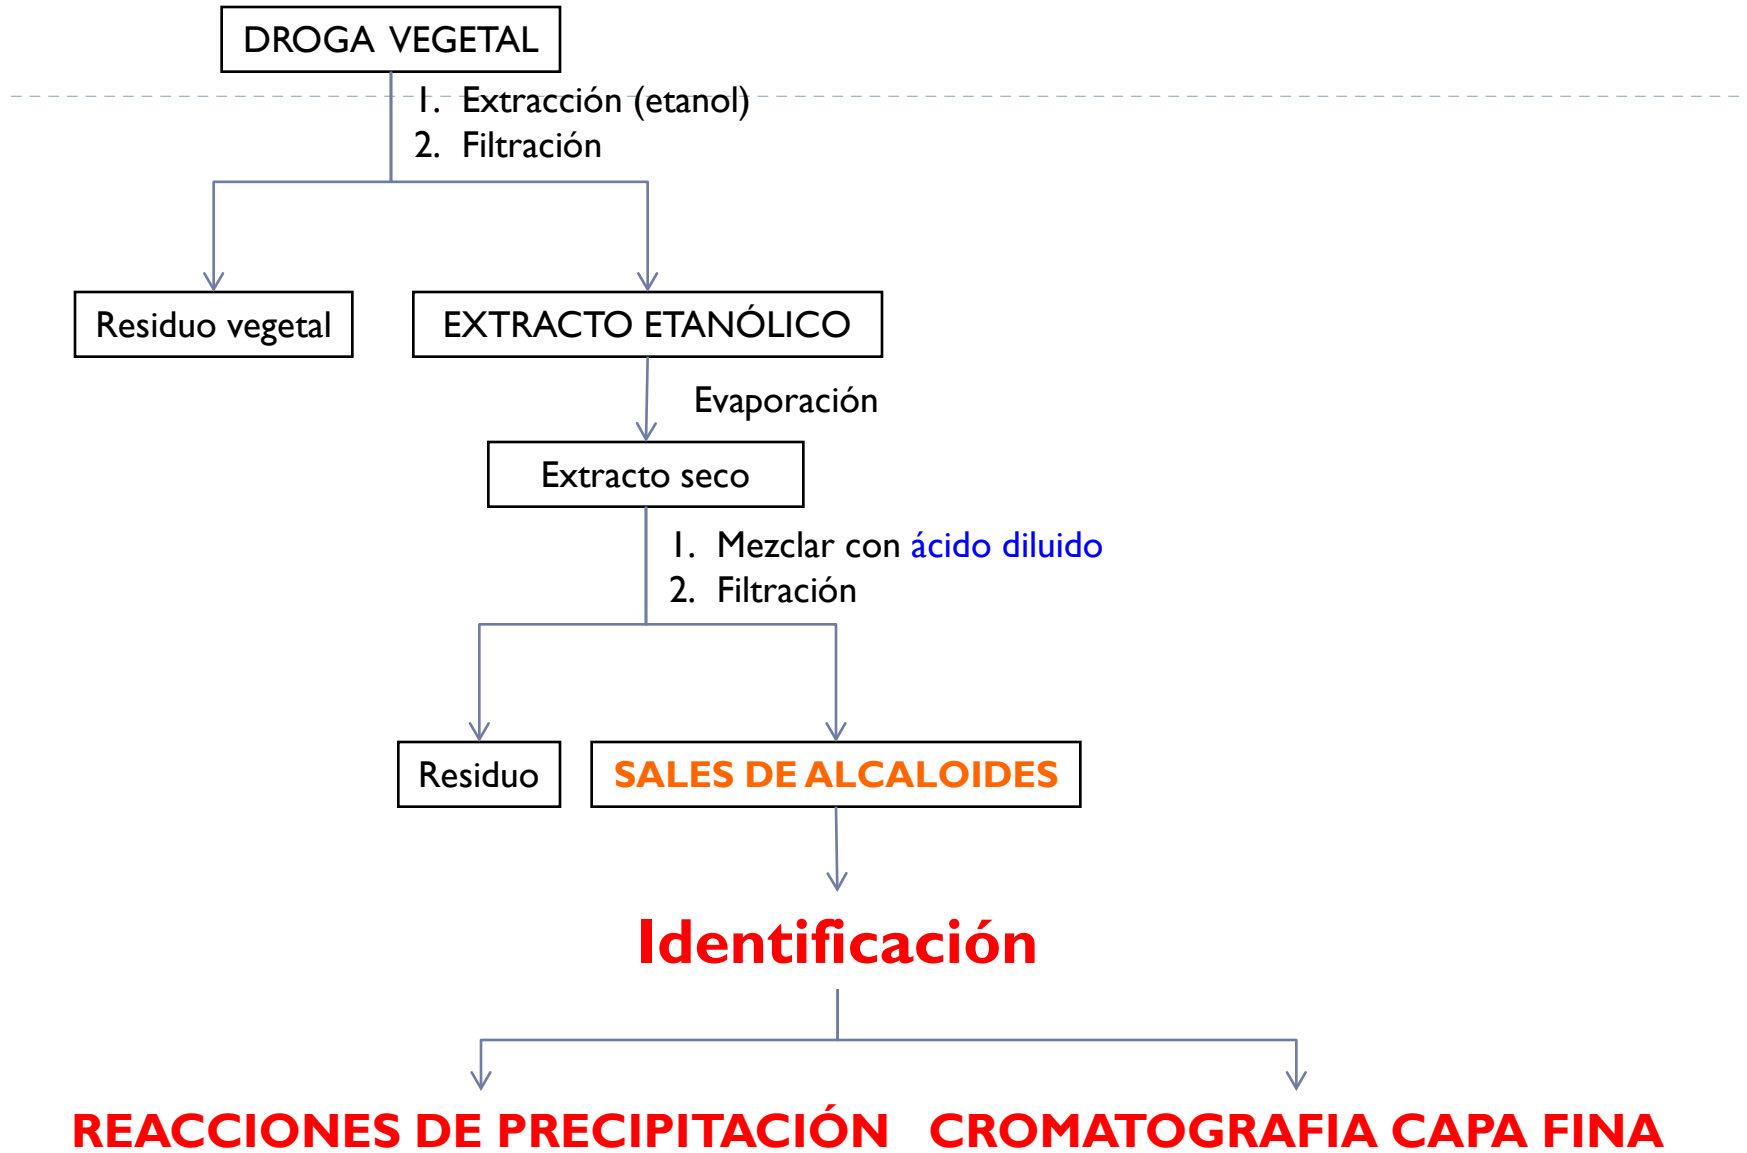 DROGA VEGETAL
1. Extracción (etanol)
2. Filtración
Residuo vegetal
EXTRACTO ETANÓLICO
Evaporación
Extracto seco
1. Mezclar con ácido diluido
2. Filtración
Residuo
SALES DE ALCALOIDES
Identificación
REACCIONES DE PRECIPITACIÓN
CROMATOGRAFIA CAPA FINA